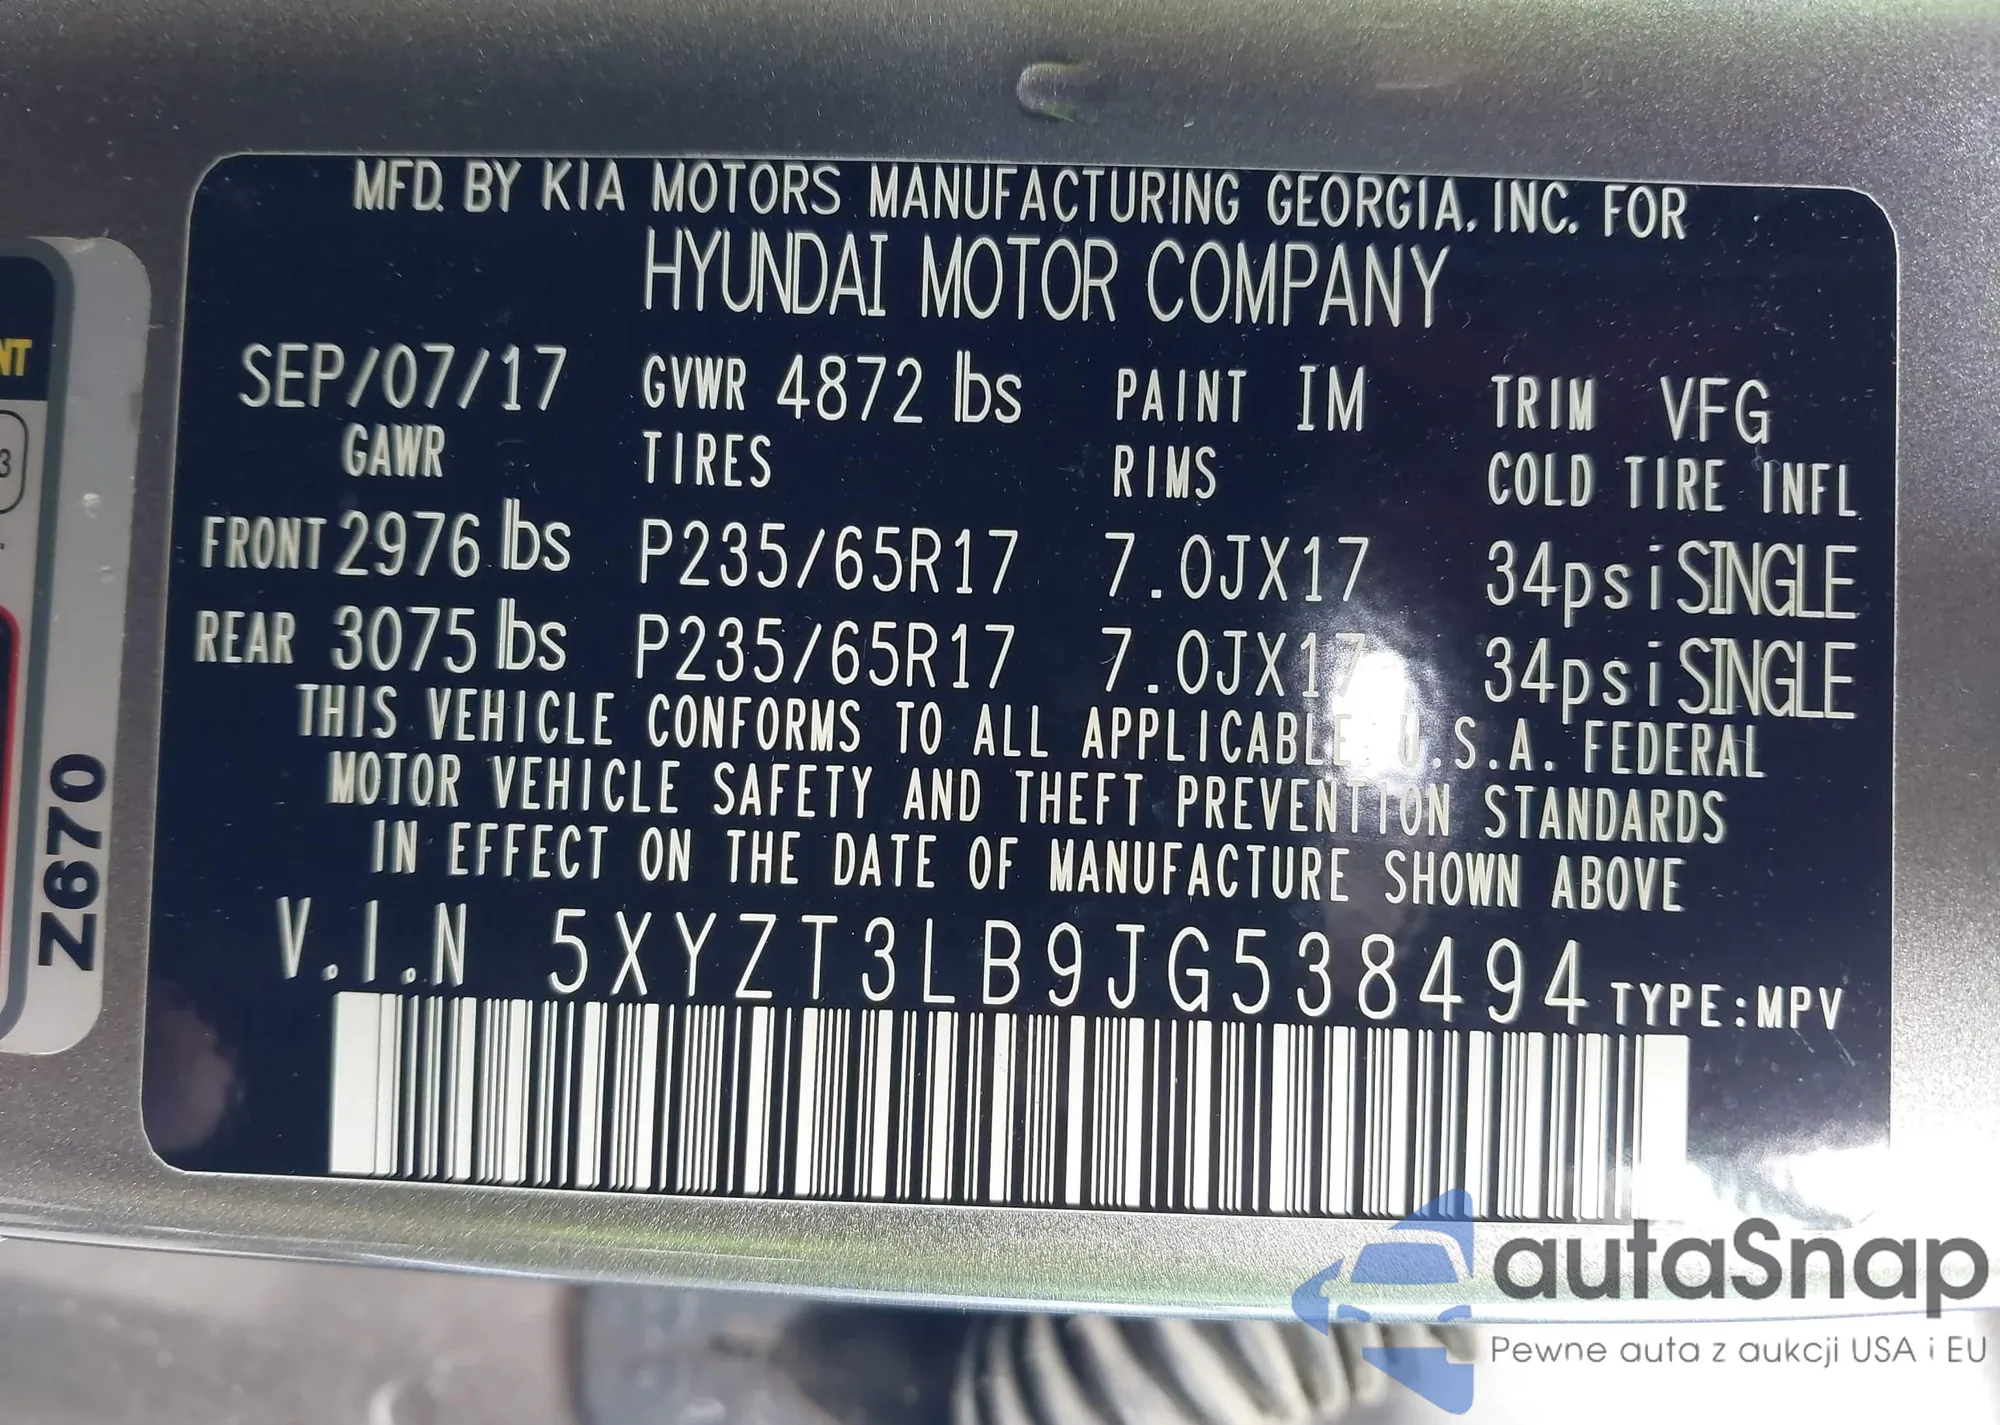 MFD. BY KIA MOTORS MANUFACTURING GEORGIA, INC. FOR
HYUNDAI MOTOR COMPANY
SEP/07/17 GVWR 4872 lbs PAINT IM TRIM VFG
GAWR TIRES RIMS COLD TIRE INFL
FRONT 2976 lbs P235/65R17 7.0JX17 34psi SINGLE
REAR 3075 lbs P235/65R17 7.0JX17 34psi SINGLE
THIS VEHICLE CONFORMS TO ALL APPLICABLE U.S.A. FEDERAL
MOTOR VEHICLE SAFETY AND THEFT PREVENTION STANDARDS
IN EFFECT ON THE DATE OF MANUFACTURE SHOWN ABOVE
V.I.N 5XYZT3LB9JG538494 TYPE:MPV
NT
3
Z670
autaSnap
Pewne auta z aukcji USA i EU